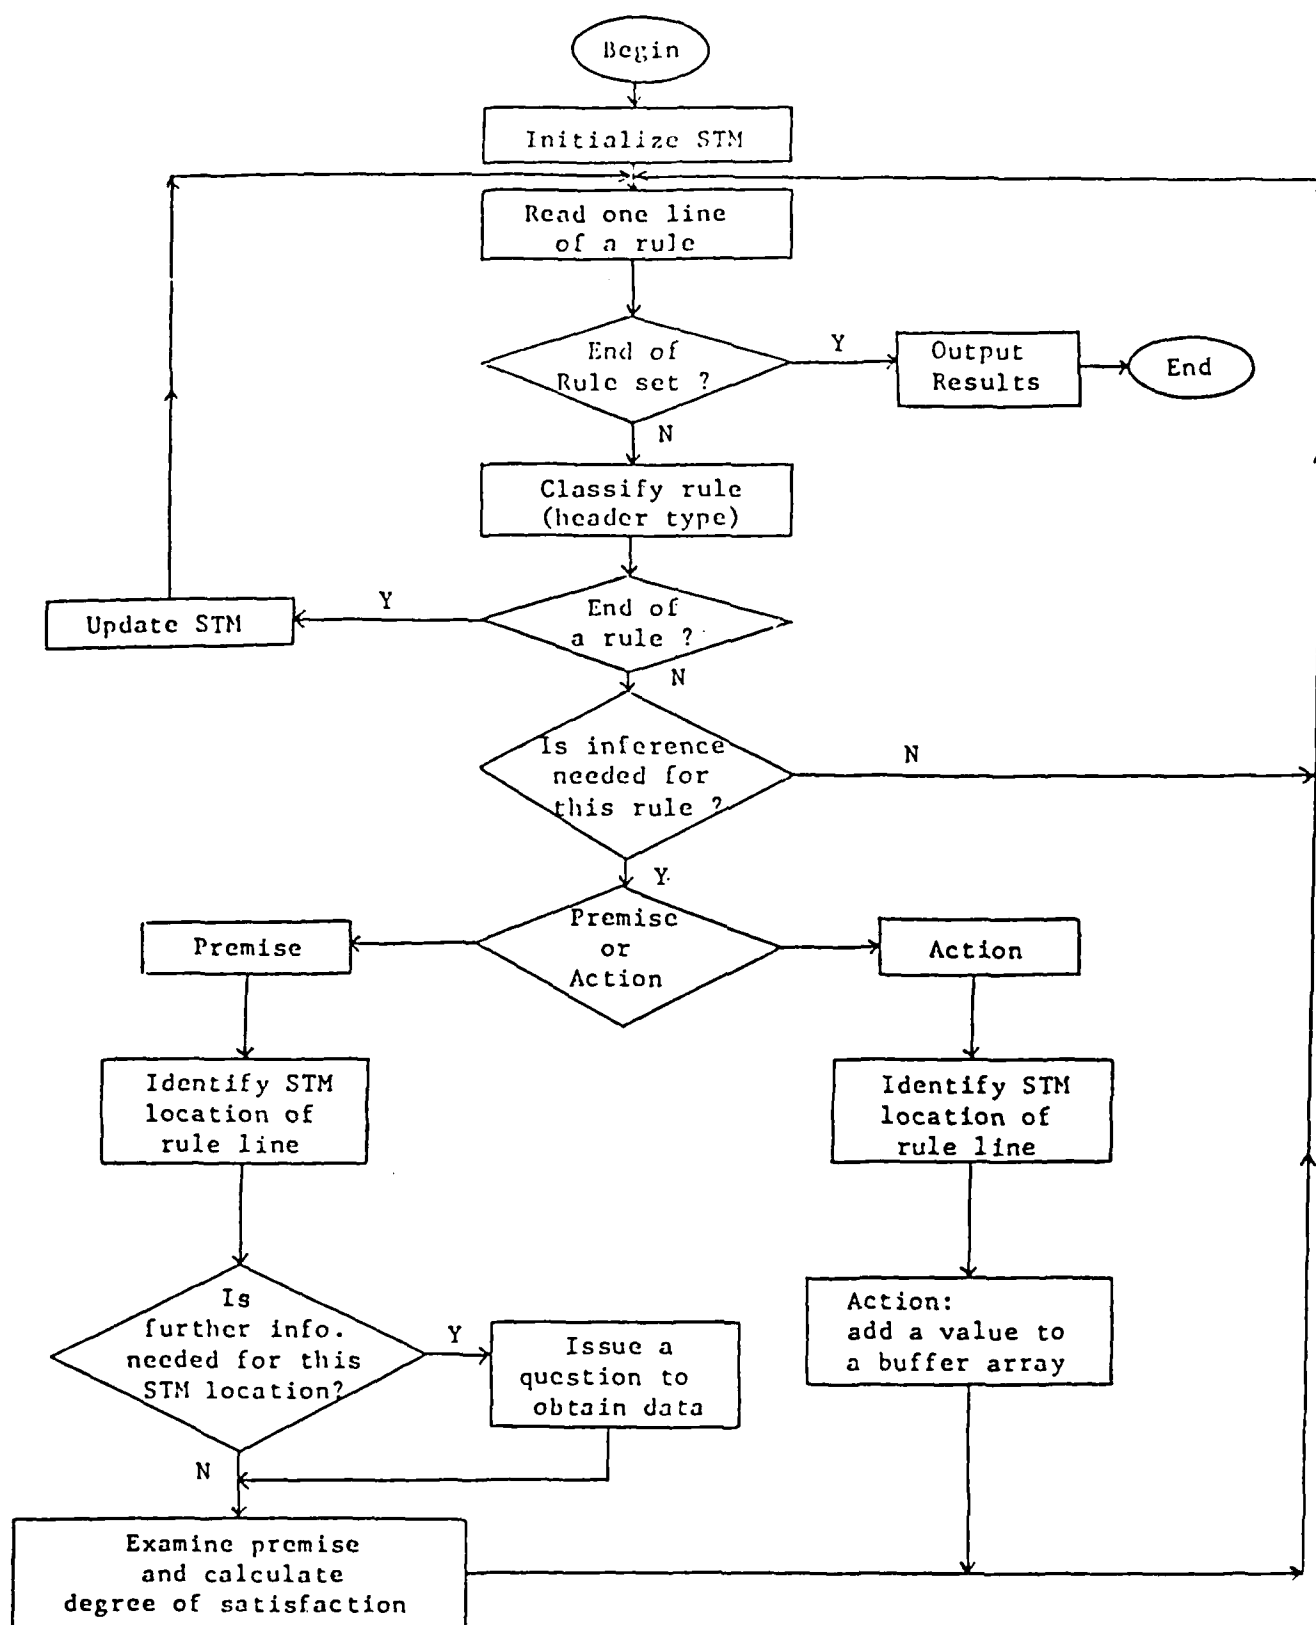 Begin
Initialize STM
Read one line
of a rule
End of
Rule set ?
Y
Output
Results
End
N
Classify rule
(header type)
End of
a rule ?
Y
Update STM
N
Is inference
needed for
this rule ?
N
Y
Premise
or
Action
Premise
Action
Identify STM
location of
rule line
Identify STM
location of
rule line
Is
further info.
needed for this
STM location?
Y
Issue a
question to
obtain data
Action:
add a value to
a buffer array
N
Examine premise
and calculate
degree of satisfaction